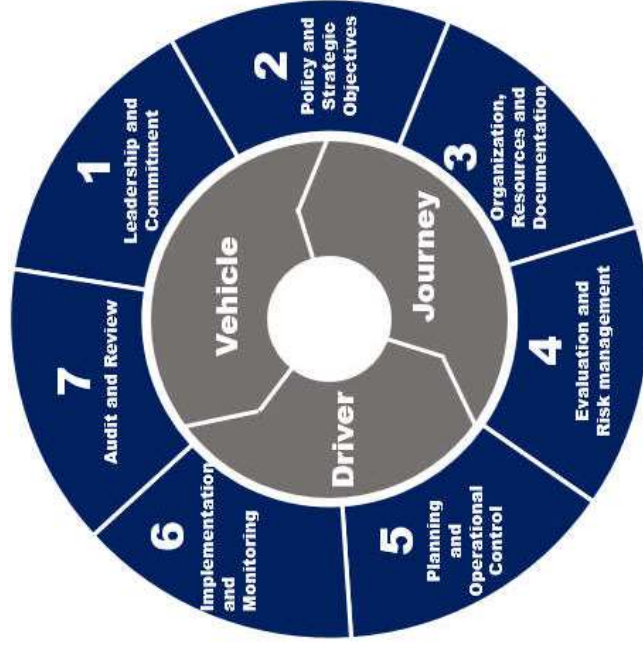 1
Leadership and
Commitment
2
Policy and
Strategic
Objectives
3
Organization,
Resources and
Documentation
4
Evaluation and
Risk management
5
Planning
and
Operational
Control
6
Implementation
and
Monitoring
7
Audit and Review
Vehicle
Journey
Driver